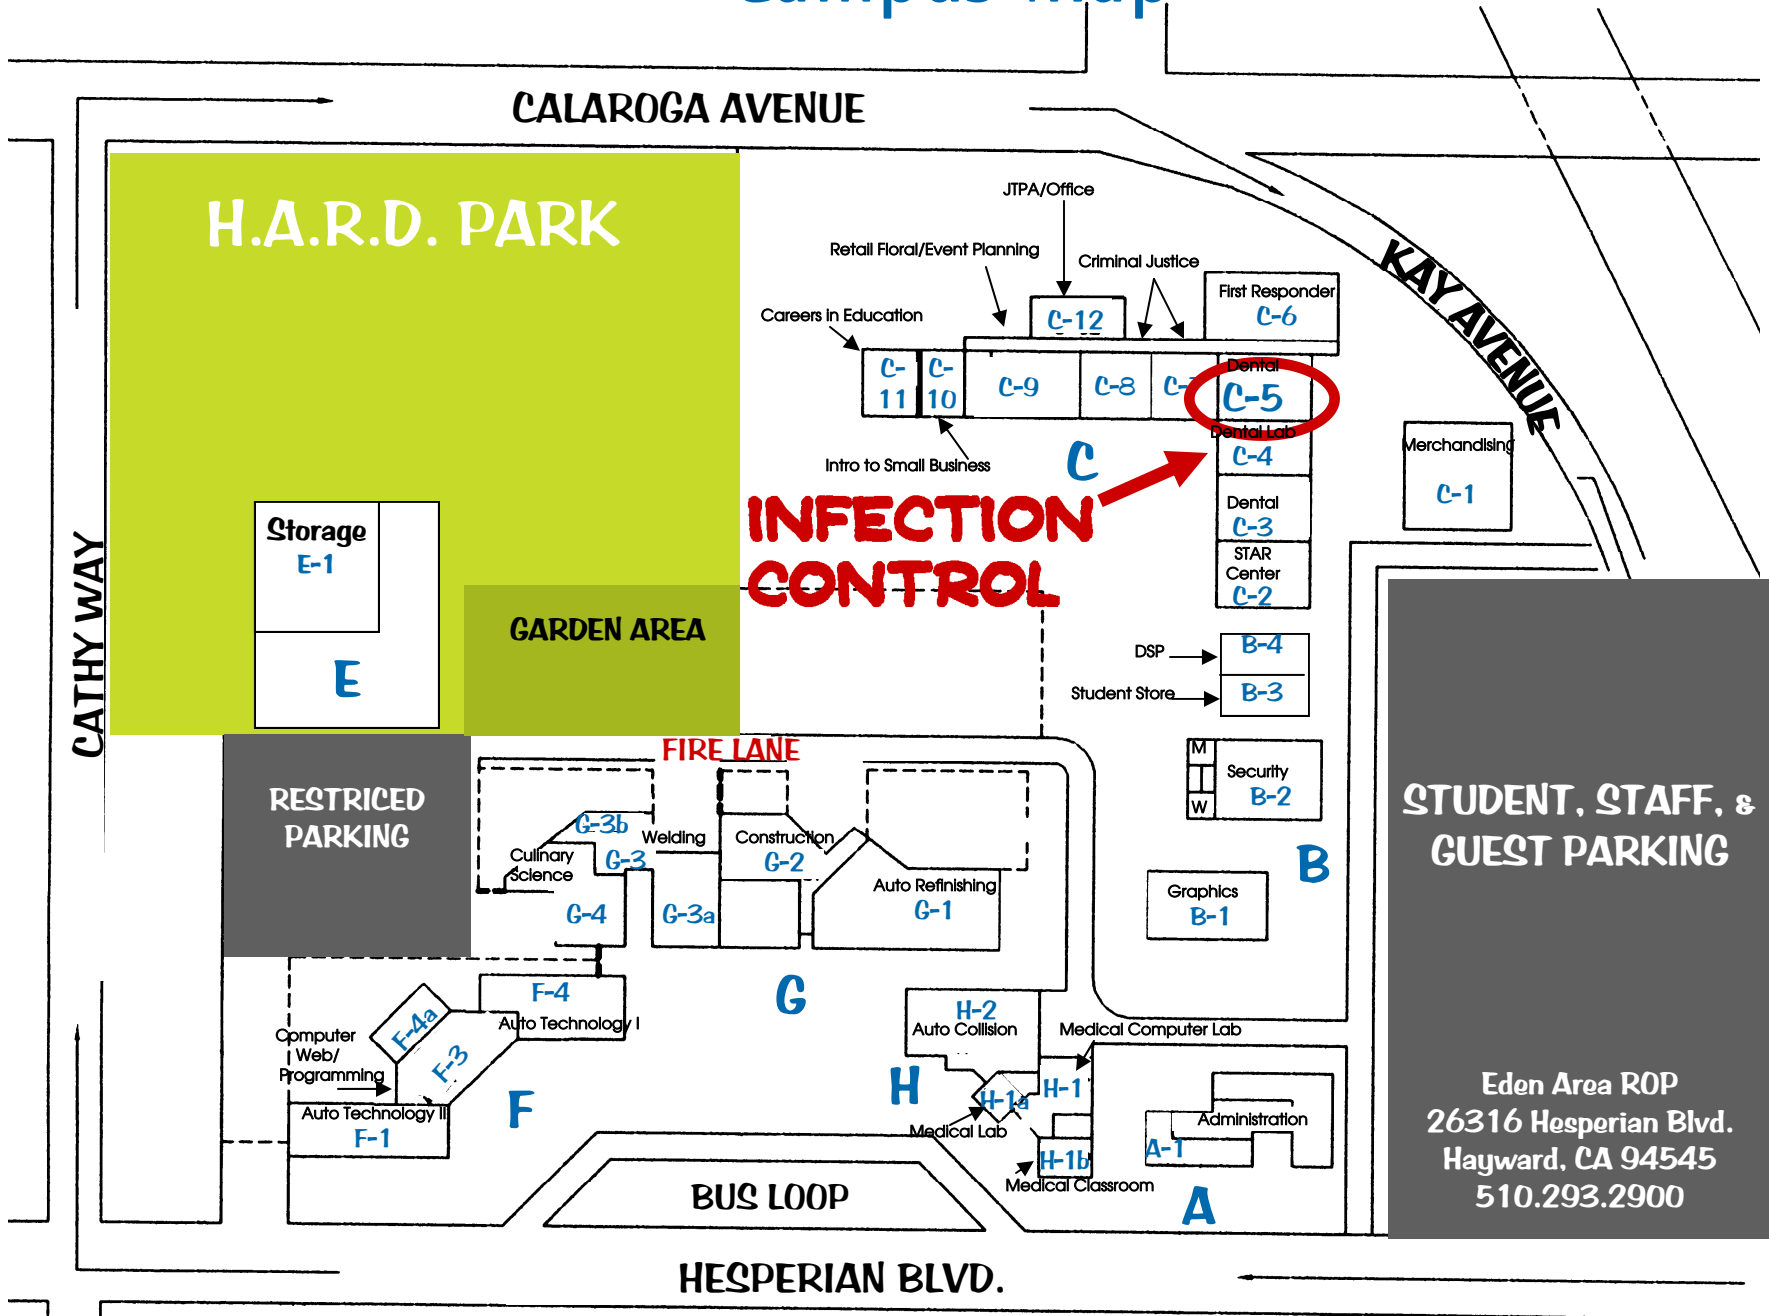 Campus Map
CALAROGA AVENUE
H.A.R.D. PARK
JTPA/Office
Retail Floral/Event Planning
Criminal Justice
KAY AVENUE
First Responder
C-6
Careers in Education
C-12
C-
11
C-
10
C-9
C-8
C-
Dental
C-5
Dental Lab
C-4
Merchandising
C-1
Intro to Small Business
C
INFECTION
CONTROL
Dental
C-3
STAR
Center
C-2
Storage
E-1
E
CATHY WAY
GARDEN AREA
DSP
B-4
Student Store
B-3
FIRE LANE
M
W
Security
B-2
RESTRICED
PARKING
STUDENT, STAFF, &
GUEST PARKING
G-3b
Welding
G-3
Culinary
Science
Construction
G-2
B
Auto Refinishing
G-1
Graphics
B-1
G-4
G-3a
G
F-4
Auto Technology I
F-4a
F-3
Computer
Web/
Programming
F
Auto Technology II
F-1
H-2
Auto Collision
Medical Computer Lab
H
H-1
H-1a
Medical Lab
H-1b
Medical Classroom
Administration
A-1
A
Eden Area ROP
26316 Hesperian Blvd.
Hayward, CA 94545
510.293.2900
BUS LOOP
HESPERIAN BLVD.